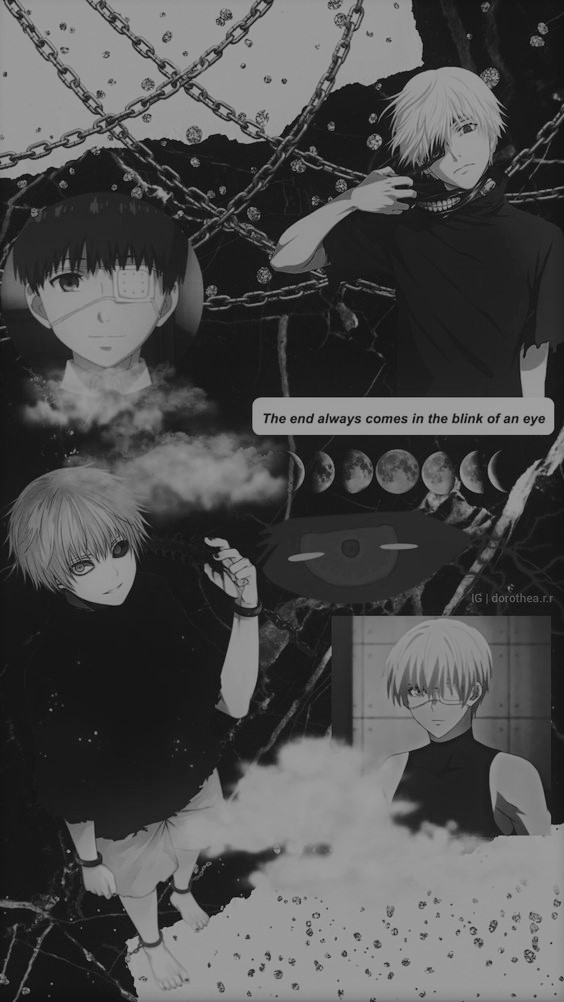 The end always comes in the blink of an eye
IG | dorothea.r.r